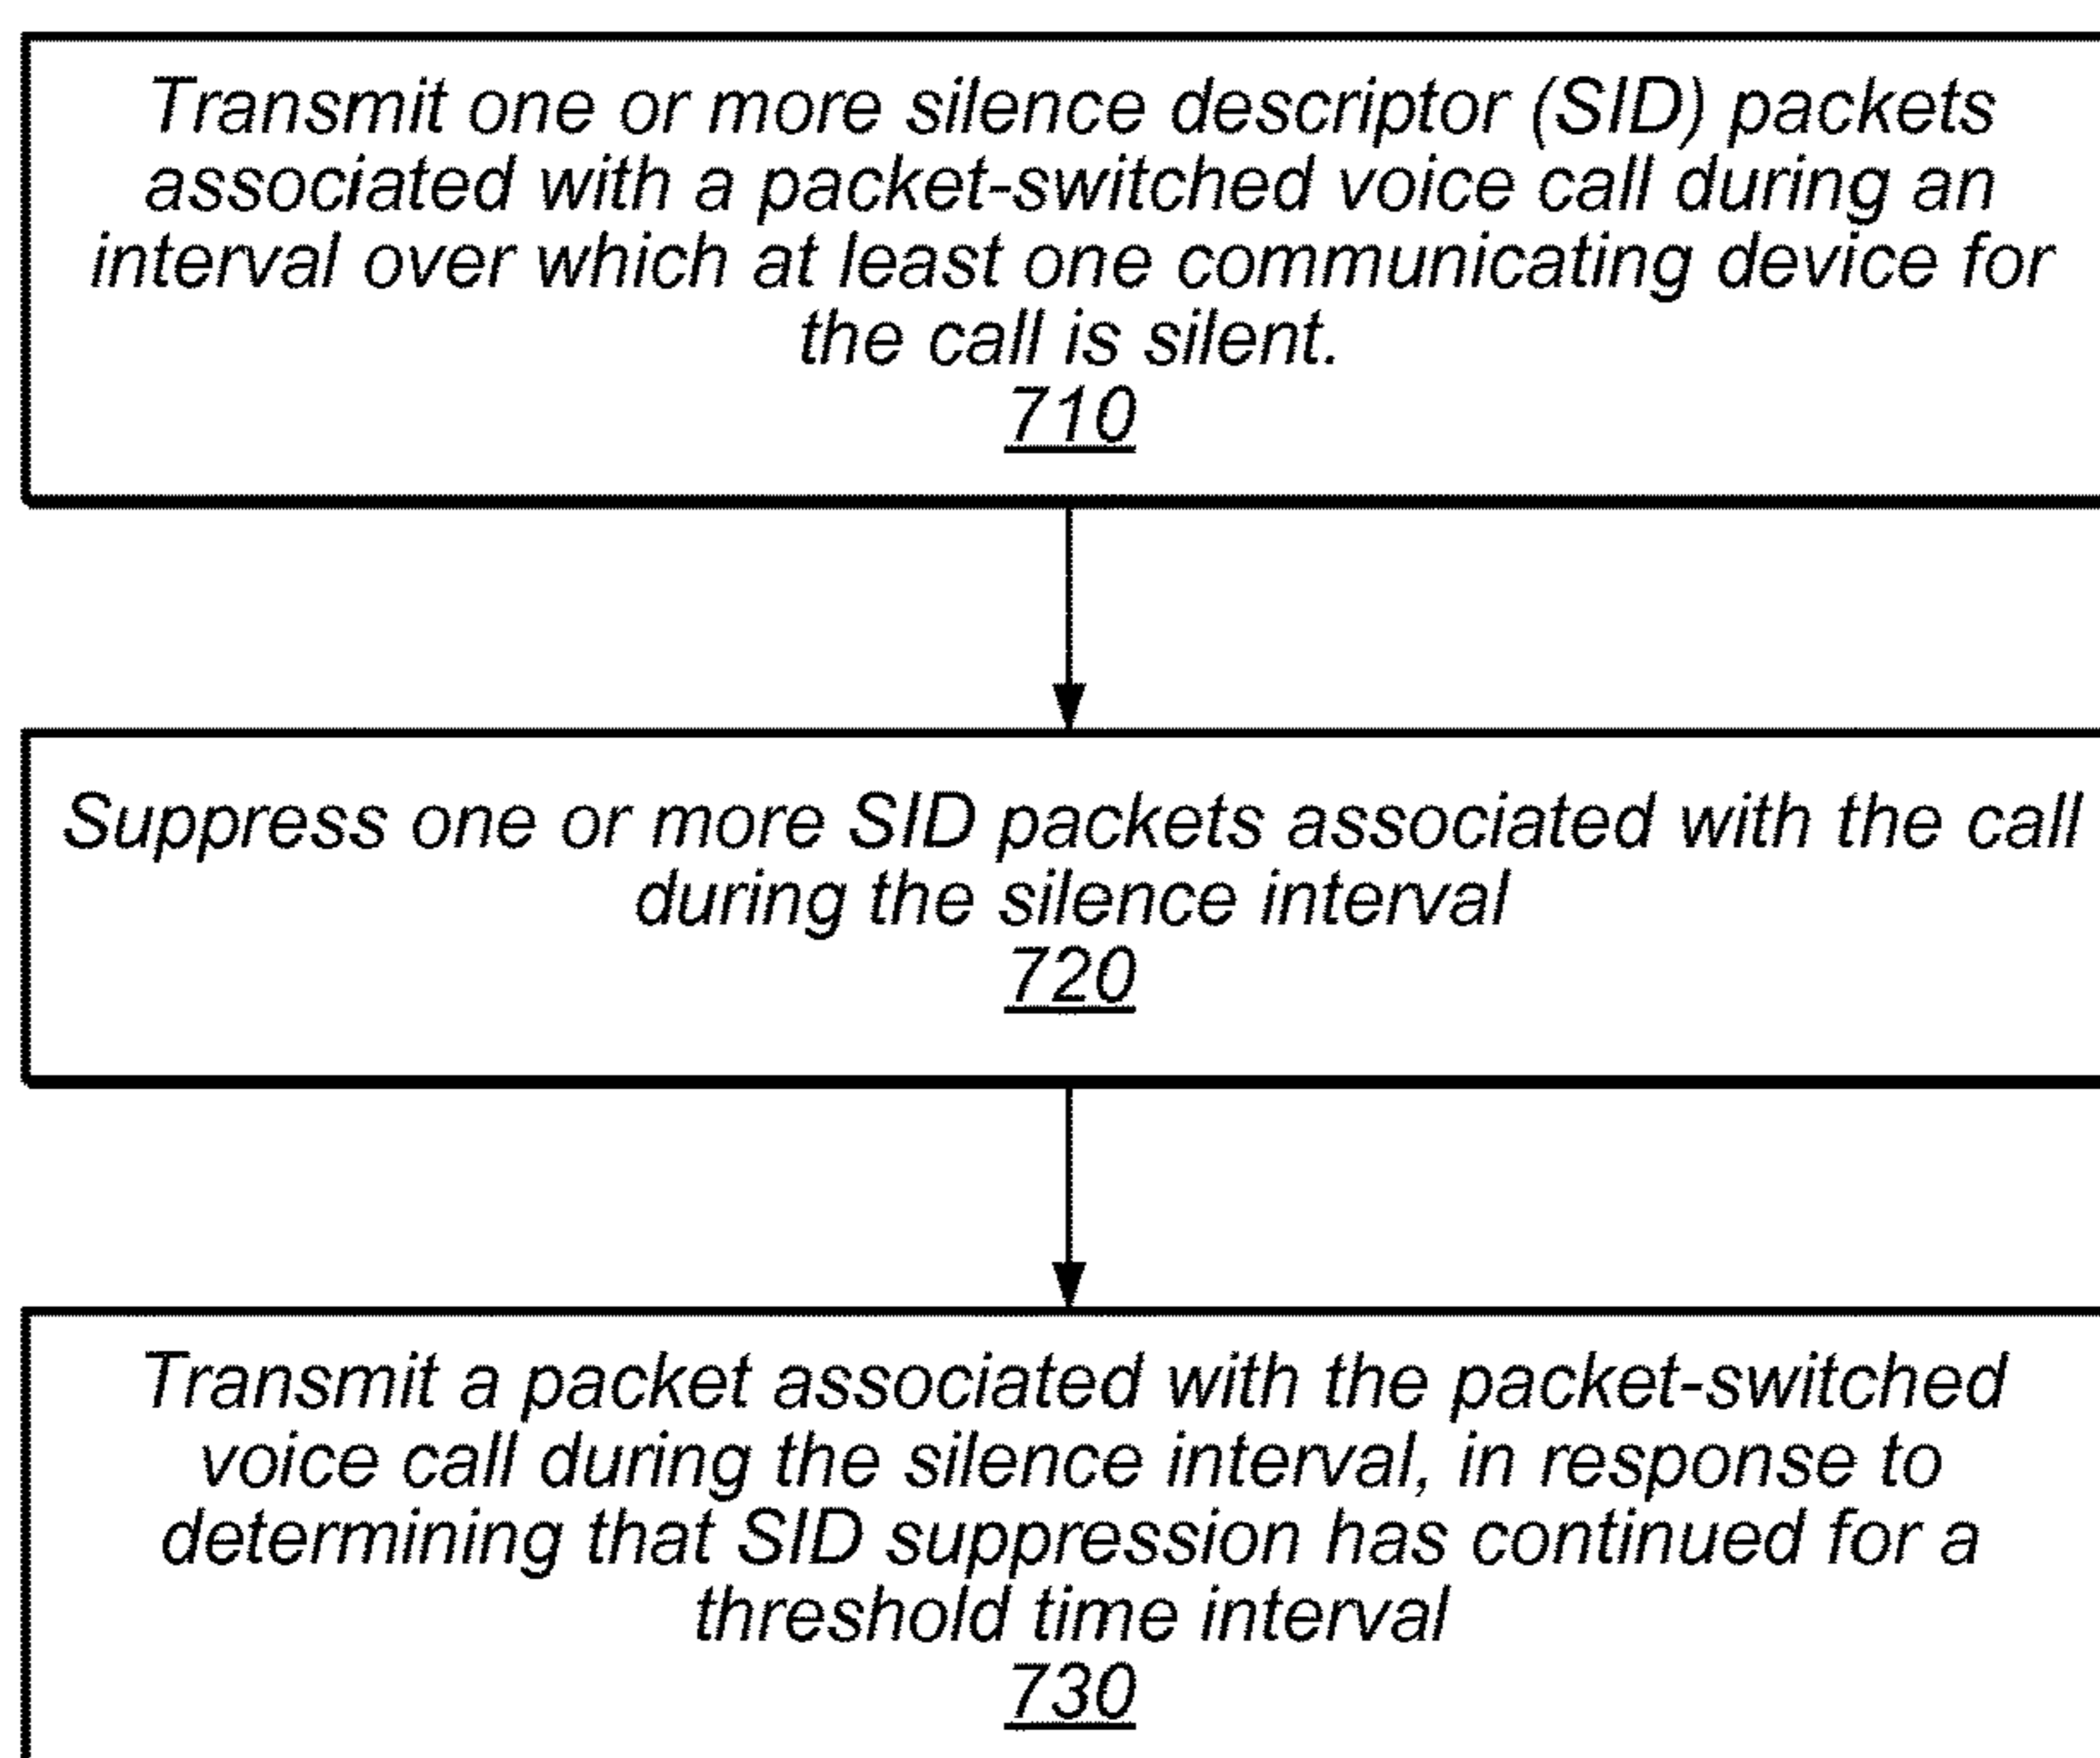 Transmit one or more silence descriptor (SID) packets
associated with a packet-switched voice call during an
interval over which at least one communicating device for
the call is silent.
710
Suppress one or more SID packets associated with the call
during the silence interval
720
Transmit a packet associated with the packet-switched
voice call during the silence interval, in response to
determining that SID suppression has continued for a
threshold time interval
730